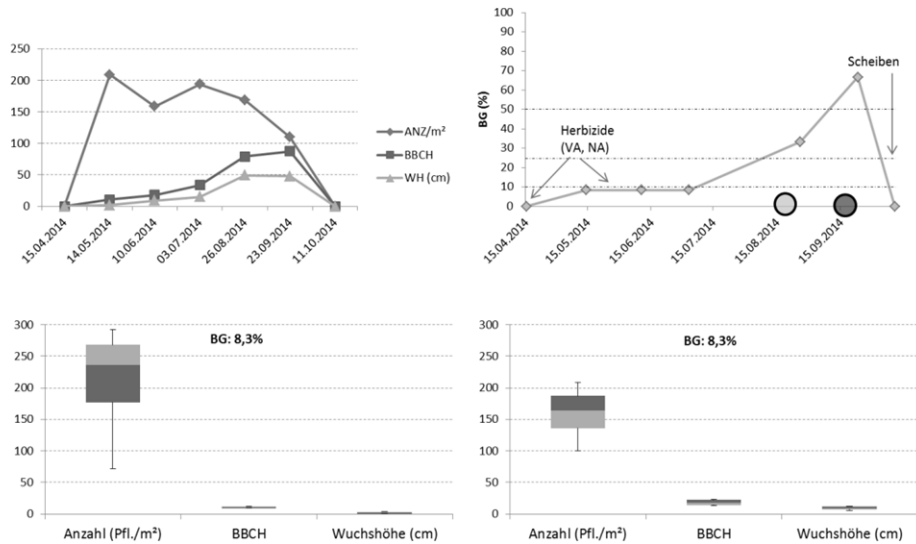 250
200
150
100
50
0
15.04.2014
14.05.2014
10.06.2014
03.07.2014
26.08.2014
23.09.2014
11.10.2014
ANZ/m²
BBCH
WH (cm)
BG (%)
100
90
80
70
60
50
40
30
20
10
0
Herbizide
(VA, NA)
Scheiben
15.04.2014
15.05.2014
15.06.2014
15.07.2014
15.08.2014
15.09.2014
300
250
200
150
100
50
0
BG: 8,3%
Anzahl (Pfl./m²)
BBCH
Wuchshöhe (cm)
300
250
200
150
100
50
0
BG: 8,3%
Anzahl (Pfl./m²)
BBCH
Wuchshöhe (cm)